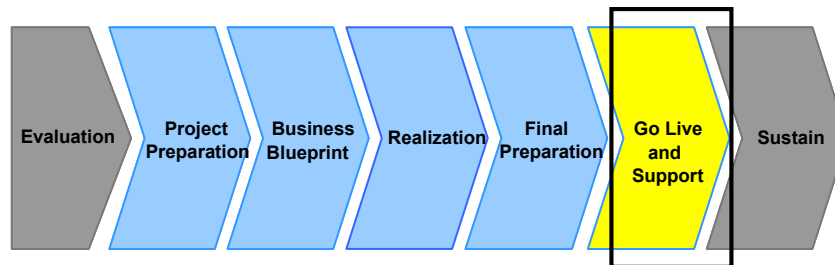 Evaluation
Project
Preparation
Business
Blueprint
Realization
Final
Preparation
Go Live
and
Support
Sustain